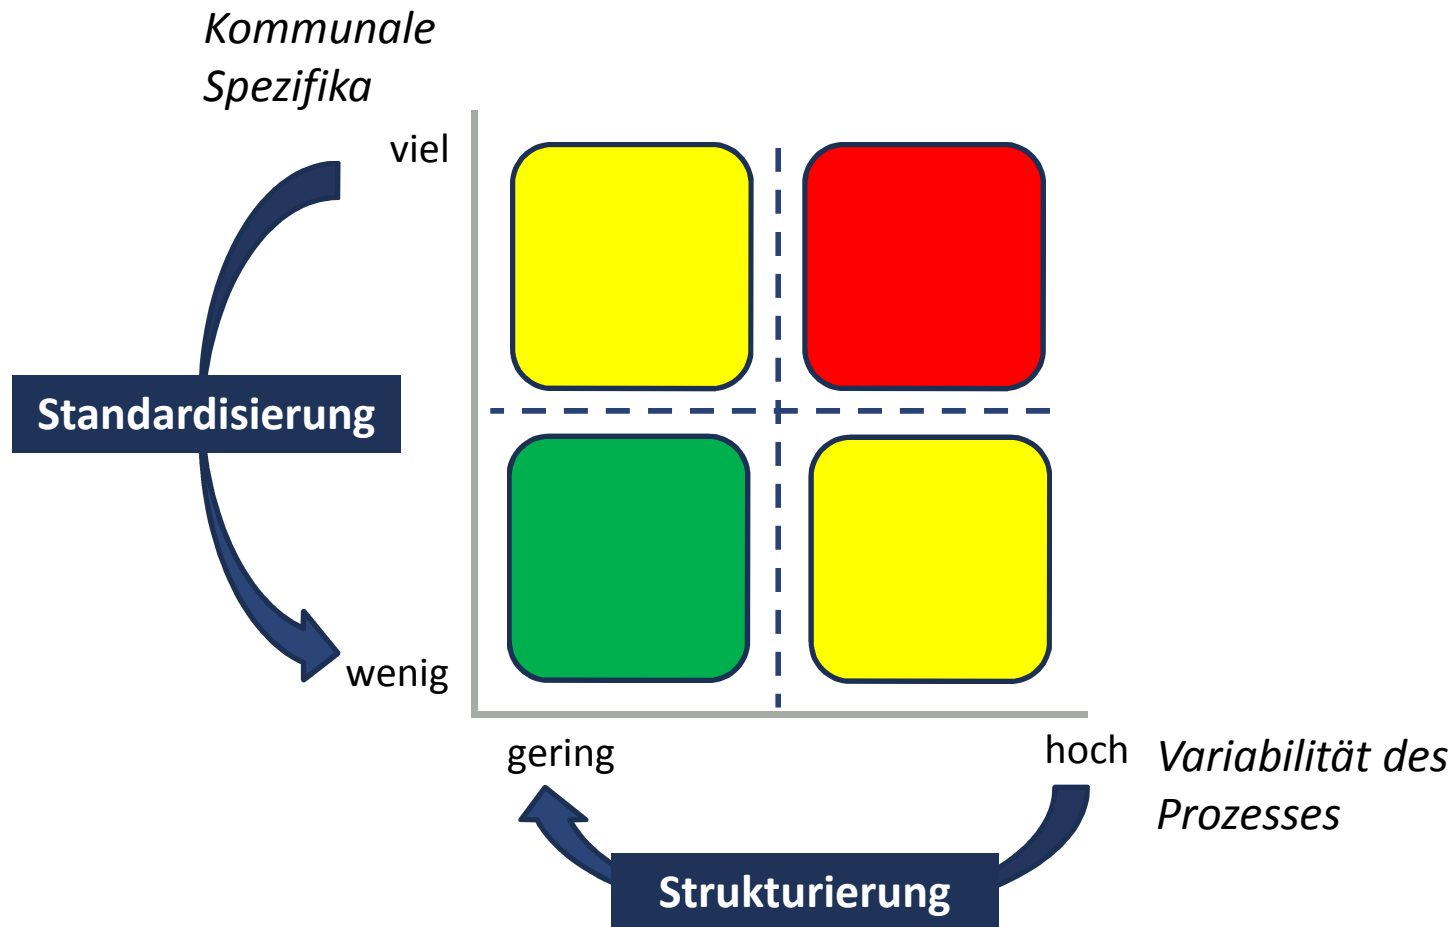 Kommunale
Spezifika
viel
Standardisierung
wenig
gering
hoch
Variabilität des
Prozesses
Strukturierung